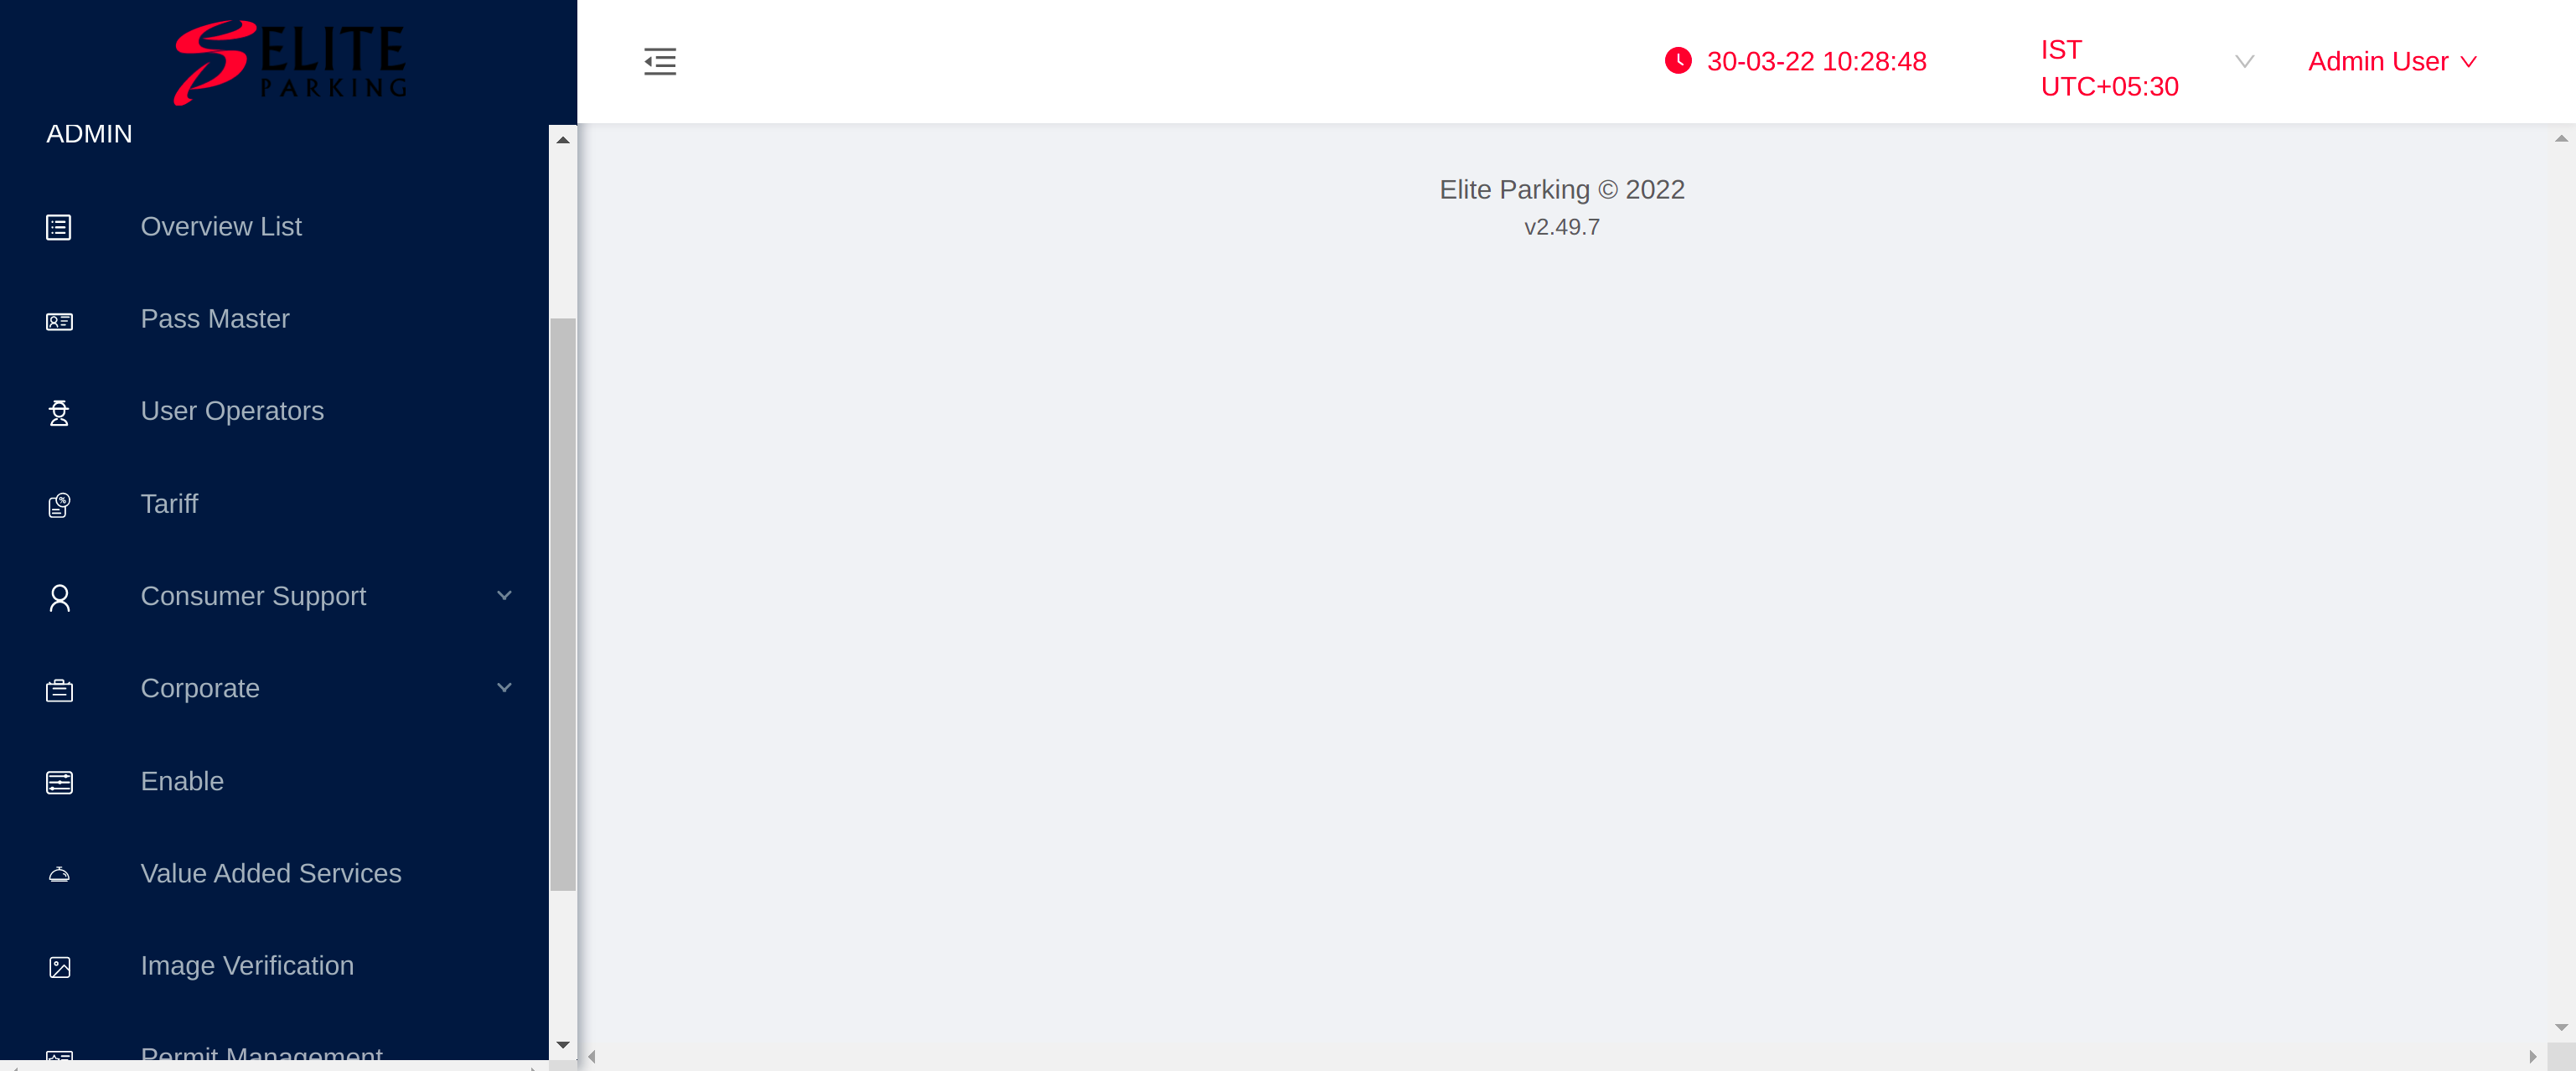 ELITE
PARKING
30-03-22 10:28:48
IST
UTC+05:30
Admin User
ADMIN
Overview List
Pass Master
User Operators
Tariff
Consumer Support
Corporate
Enable
Value Added Services
Image Verification
Permit Management
Elite Parking © 2022
v2.49.7